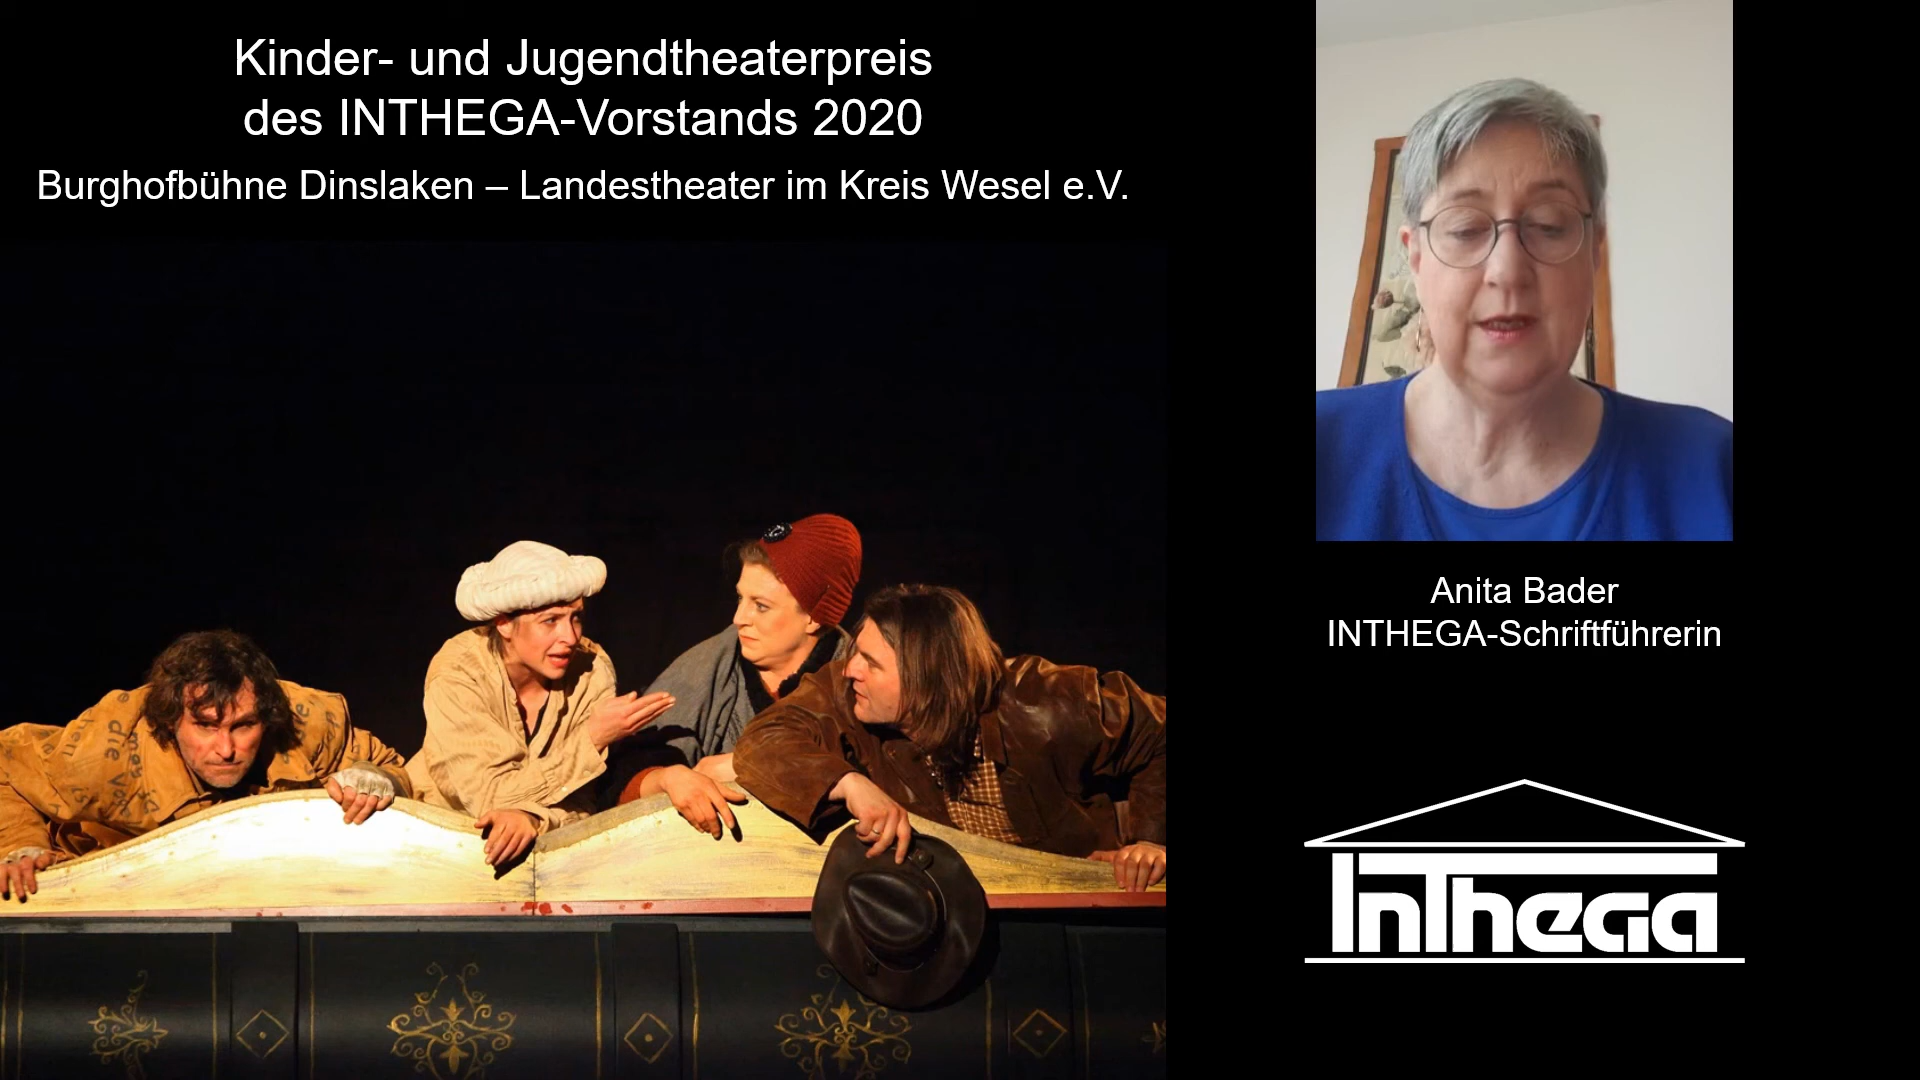 Kinder- und Jugendtheaterpreis
des INTHEGA-Vorstands 2020
Burghofbühne Dinslaken – Landestheater im Kreis Wesel e.V.
Anita Bader
INTHEGA-Schriftführerin
InThega